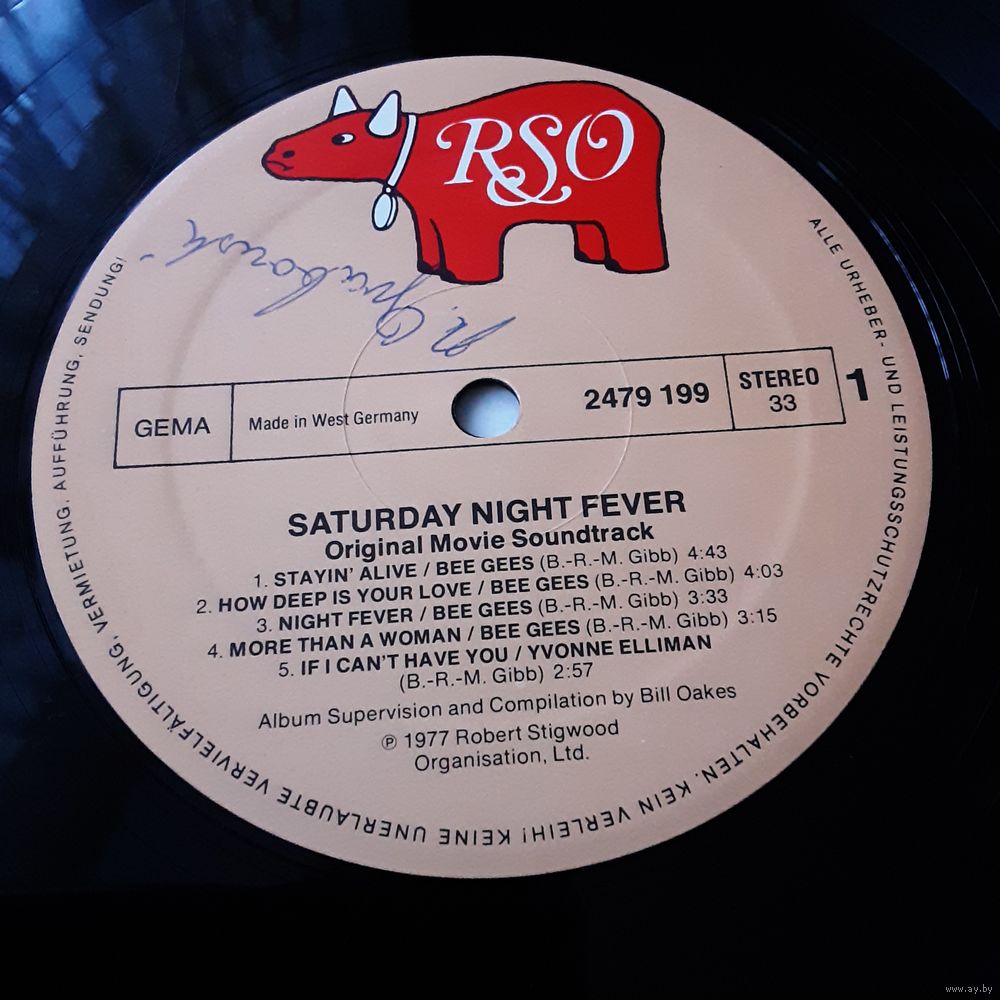 RSO
GEMA
Made in West Germany
2479 199
STEREO
33
1
SATURDAY NIGHT FEVER
Original Movie Soundtrack
1. STAYIN' ALIVE / BEE GEES (B.-R.-M. Gibb) 4:43
2. HOW DEEP IS YOUR LOVE / BEE GEES (B.-R.-M. Gibb) 4:03
3. NIGHT FEVER / BEE GEES (B.-R.-M. Gibb) 3:33
4. MORE THAN A WOMAN / BEE GEES (B.-R.-M. Gibb) 3:15
5. IF I CAN'T HAVE YOU / YVONNE ELLIMAN
(B.-R.-M. Gibb) 2:57
Album Supervision and Compilation by Bill Oakes
℗ 1977 Robert Stigwood
Organisation, Ltd.
ALLE URHEBER- UND LEISTUNGSSCHUTZRECHTE VORBEHALTEN. KEIN VERLEIH! KEINE UNERLAUBTE VERVIELFÄLTIGUNG, VERMIETUNG, AUFFÜHRUNG, SENDUNG!
www.ay.by